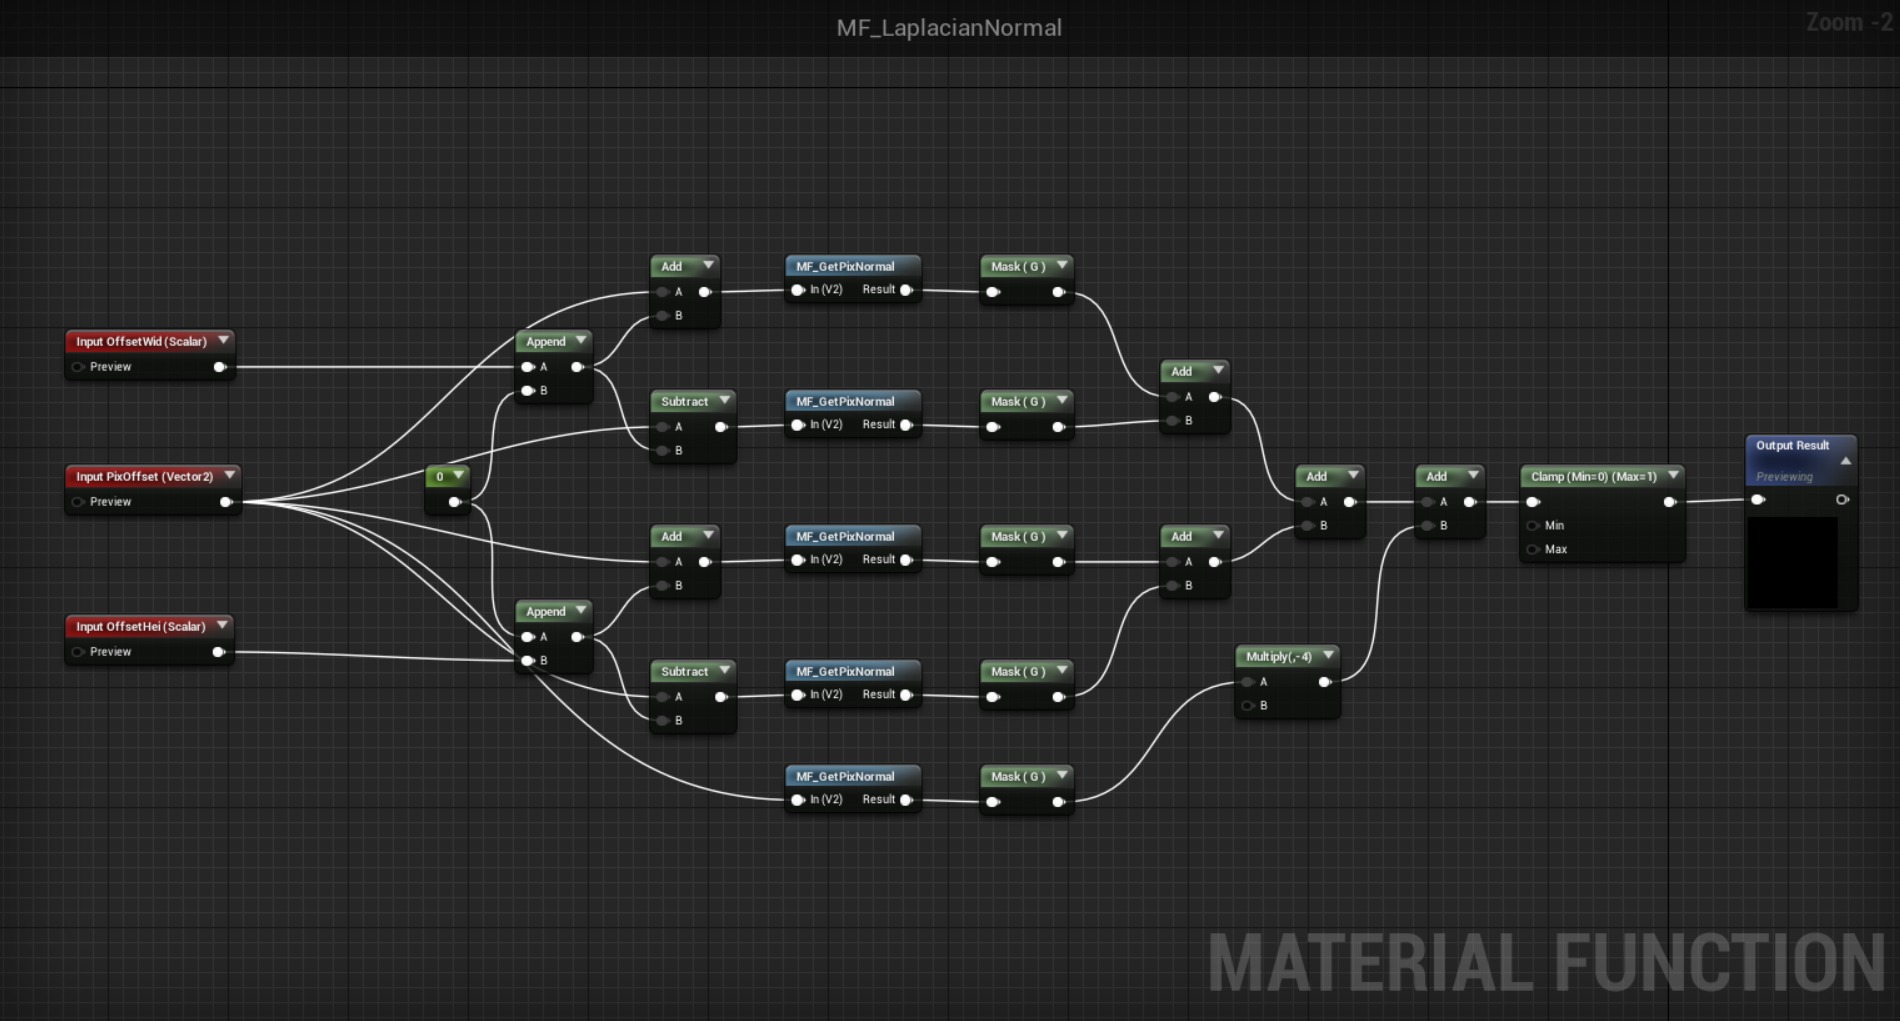 MF_LaplacianNormal
Zoom -2
Add
A
B
MF_GetPixNormal
In (V2) Result
Mask ( G )
Input OffsetWid (Scalar)
Preview
Append
A
B
Subtract
A
B
MF_GetPixNormal
In (V2) Result
Mask ( G )
Add
A
B
Input PixOffset (Vector2)
Preview
0
Add
A
B
MF_GetPixNormal
In (V2) Result
Mask ( G )
Add
A
B
Add
A
B
Add
A
B
Clamp (Min=0) (Max=1)
Min
Max
Output Result
Previewing
Input OffsetHei (Scalar)
Preview
Append
A
B
Subtract
A
B
MF_GetPixNormal
In (V2) Result
Mask ( G )
Multiply(,-4)
A
B
MF_GetPixNormal
In (V2) Result
Mask ( G )
MATERIAL FUNCTION